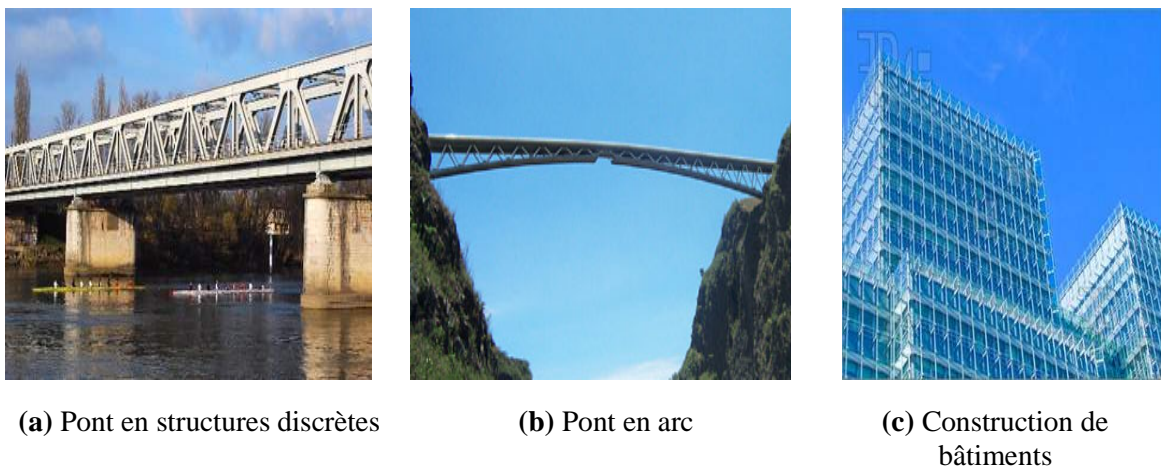 (a) Pont en structures discrètes
(b) Pont en arc
(c) Construction de
bâtiments